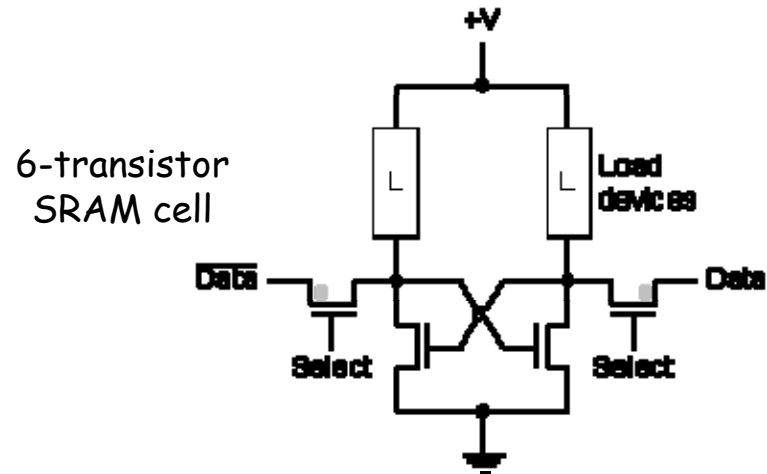 +V
6-transistor
SRAM cell
L
L
Load
devices
Data
Data
Select
Select